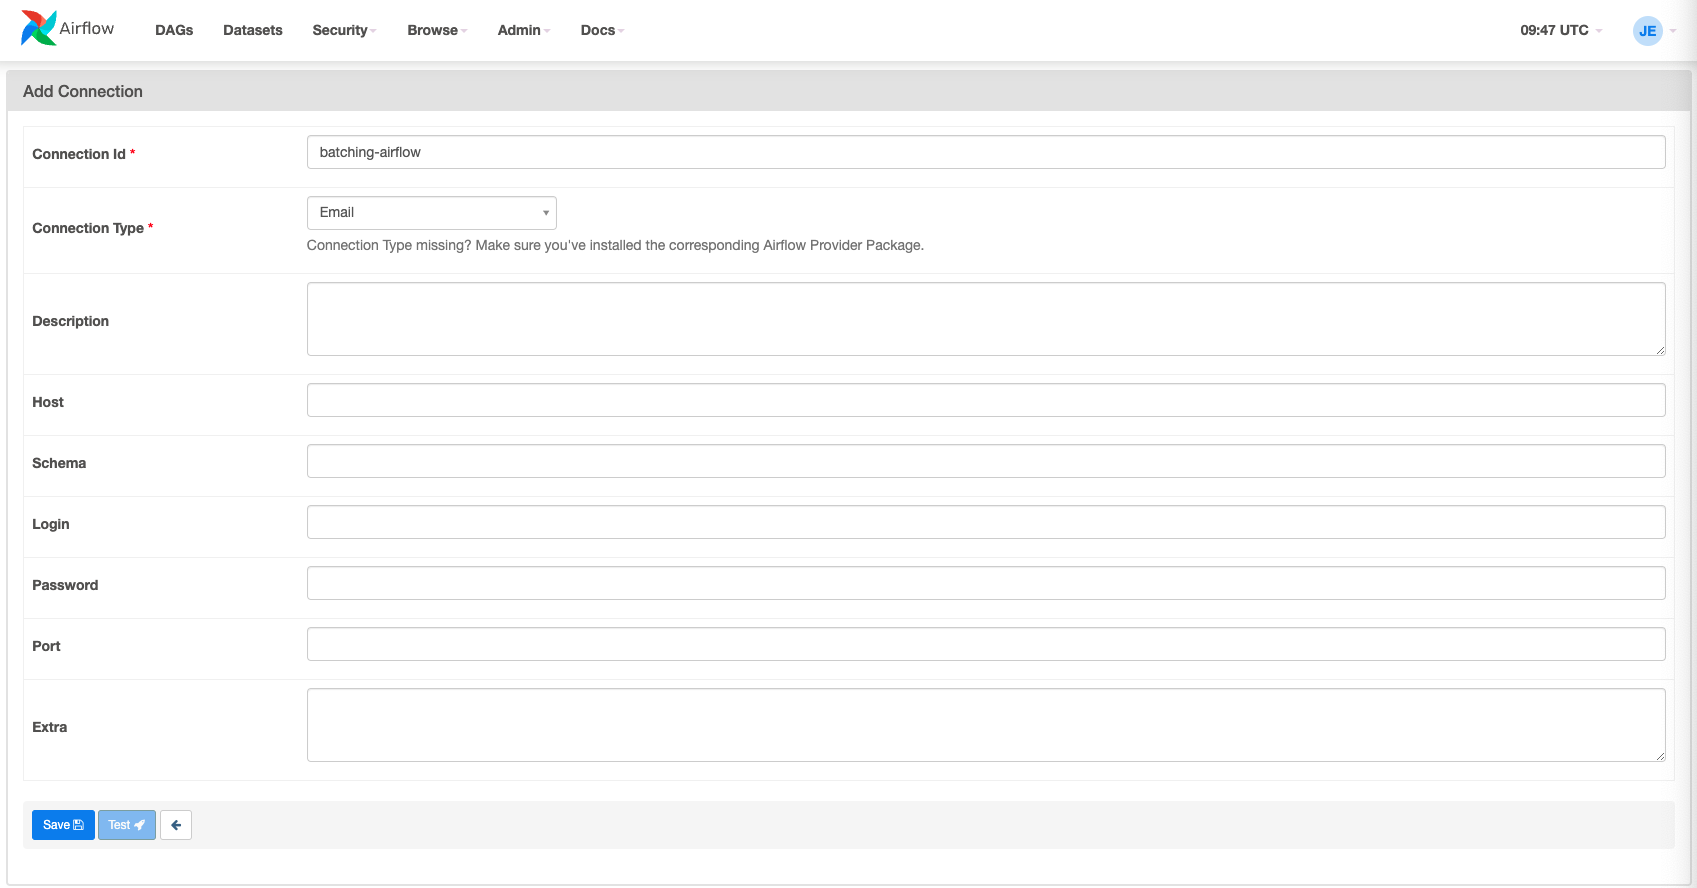 Airflow DAGs Datasets Security Browse Admin Docs 09:47 UTC JE
Add Connection
Connection Id * batching-airflow
Connection Type * Email
Connection Type missing? Make sure you've installed the corresponding Airflow Provider Package.
Description
Host
Schema
Login
Password
Port
Extra
Save Test